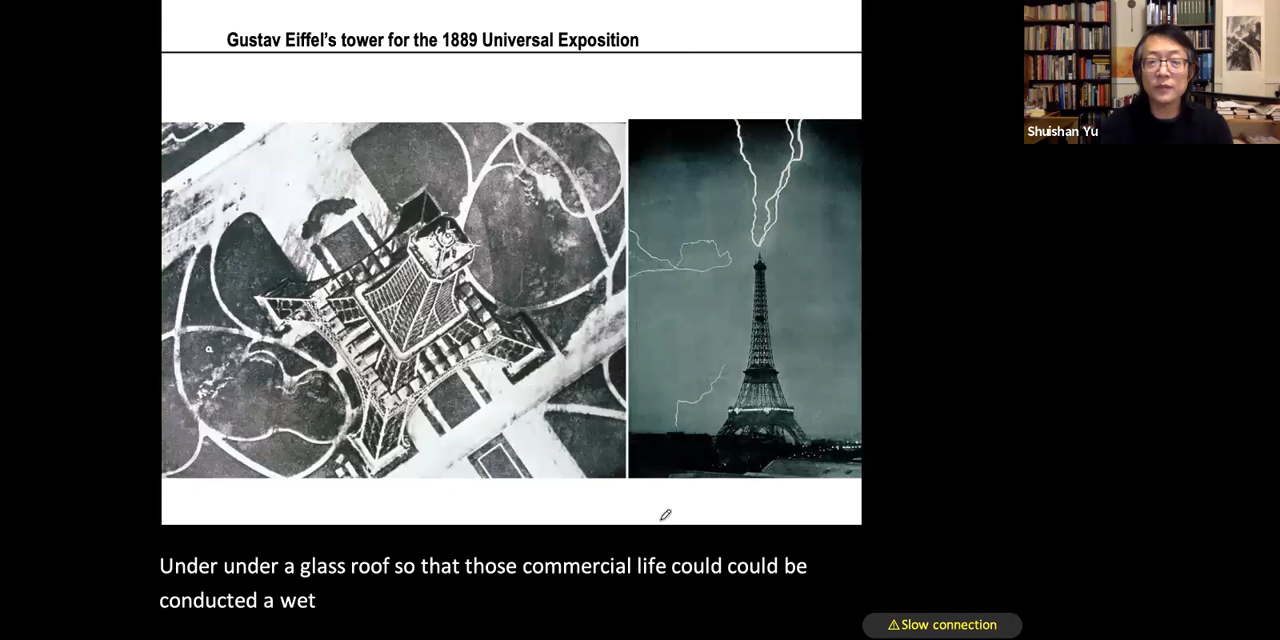 Gustav Eiffel's tower for the 1889 Universal Exposition
Shuishan Yu
Under under a glass roof so that those commercial life could could be
conducted a wet
⚠Slow connection